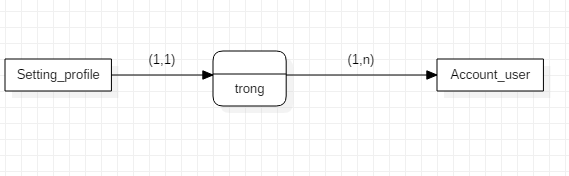 (1,1)
(1,n)
Setting_profile
trong
Account_user